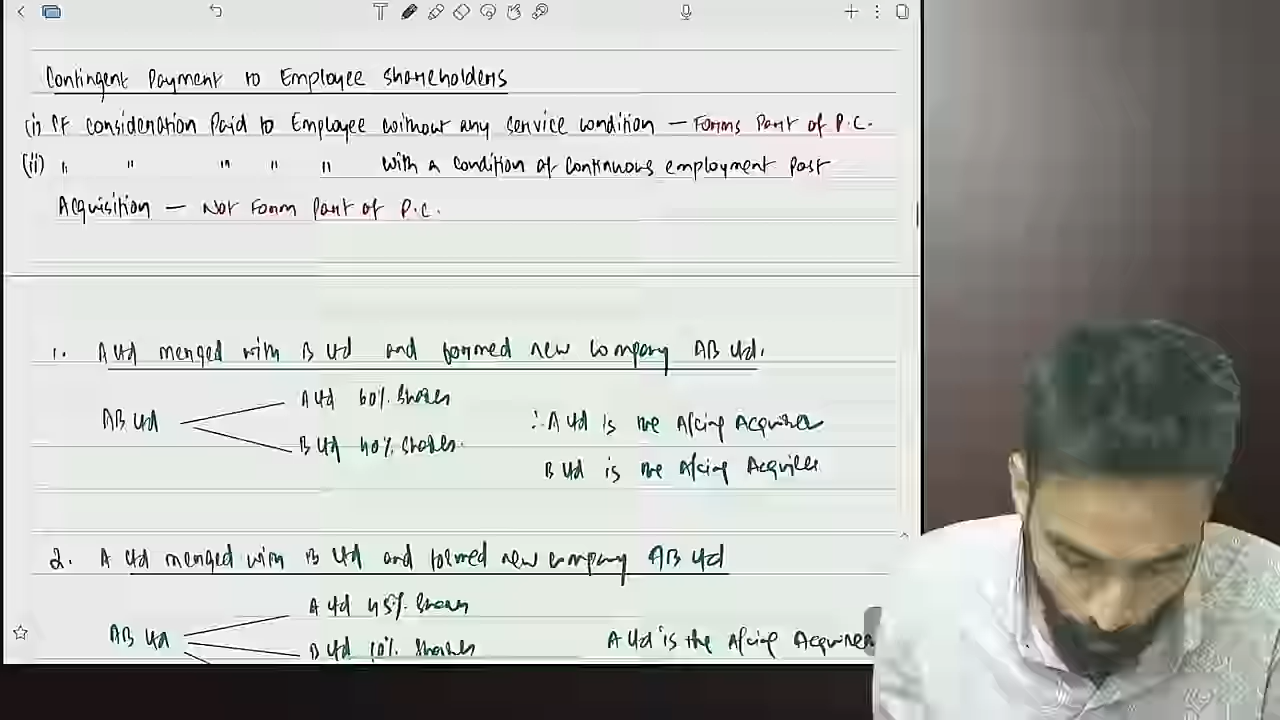 Contingent Payment to Employee shareholders
(i) If consideration Paid to Employee without any service condition — Forms Part of P.C.
(ii) " " " " " with a condition of continuous employment Post
Acquisition — Not Form Part of P.C.
1. A Ltd merged with B Ltd and formed new company AB Ltd.
AB Ltd
A Ltd 60% Shares
B Ltd 40% Shares.
∴ A Ltd is the A/cing Acquirer
B Ltd is the A/cing Acquiree
2. A Ltd merged with B Ltd and formed new company AB Ltd
AB Ltd
A Ltd 45% Shares
B Ltd 10% Shares
A Ltd is the A/cing Acquirer